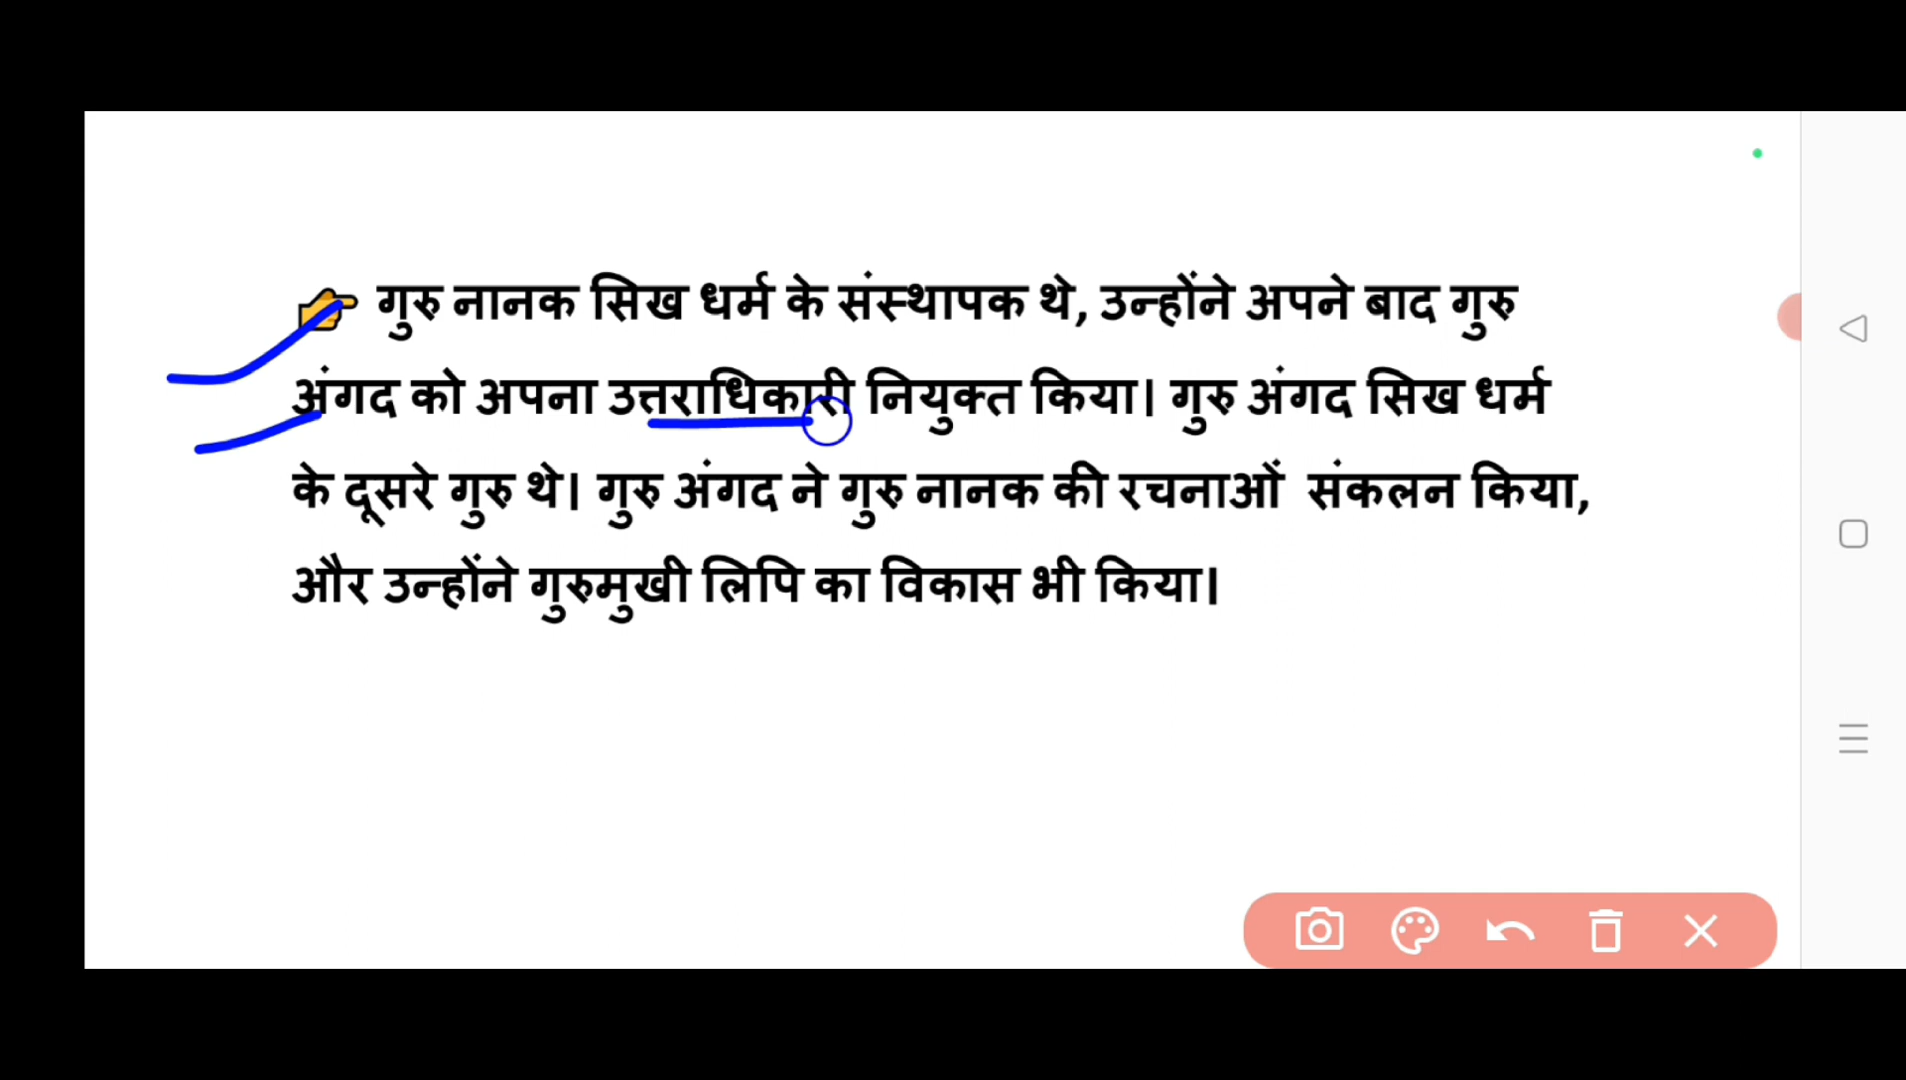 👉 गुरु नानक सिख धर्म के संस्थापक थे, उन्होंने अपने बाद गुरु
अंगद को अपना उत्तराधिकारी नियुक्त किया। गुरु अंगद सिख धर्म
के दूसरे गुरु थे। गुरु अंगद ने गुरु नानक की रचनाओं संकलन किया,
और उन्होंने गुरुमुखी लिपि का विकास भी किया।